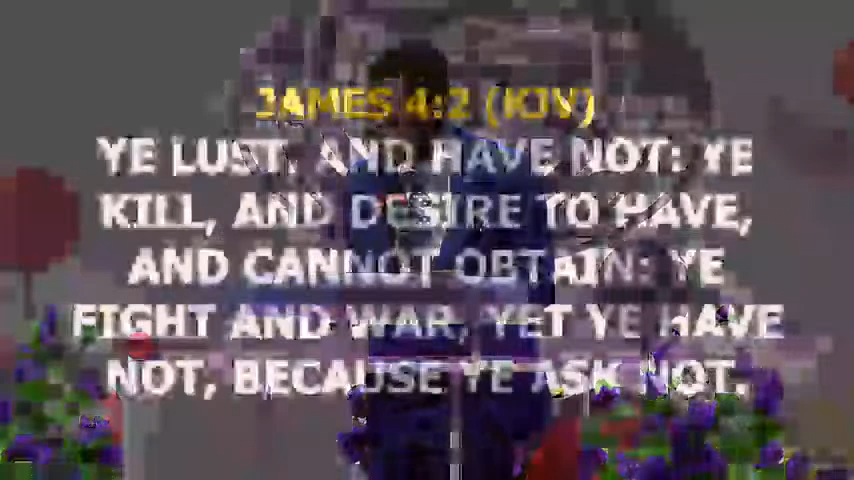 JAMES 4:2 (KJV)
YE LUST, AND HAVE NOT: YE
KILL, AND DESIRE TO HAVE,
AND CANNOT OBTAIN: YE
FIGHT AND WAR, YET YE HAVE
NOT, BECAUSE YE ASK NOT.